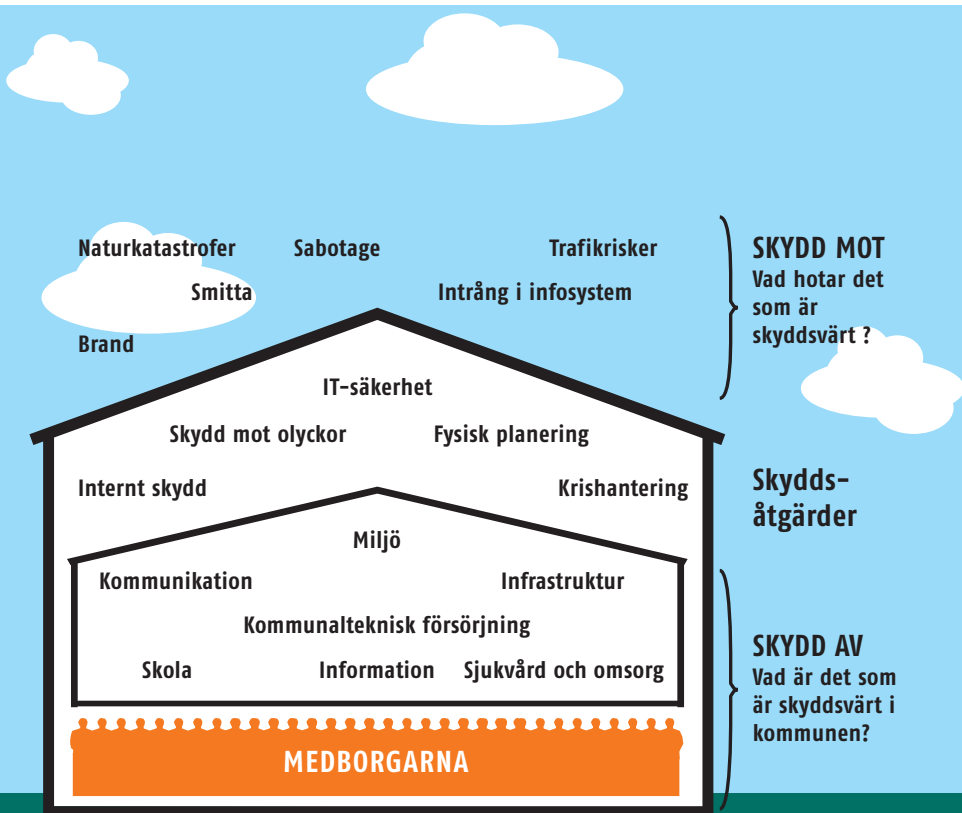 Naturkatastrofer Sabotage Trafikrisker
Smitta Intrång i infosystem
Brand
SKYDD MOT
Vad hotar det
som är
skyddsvärt ?
IT-säkerhet
Skydd mot olyckor Fysisk planering
Internt skydd Krishantering
Skydds-
åtgärder
Miljö
Kommunikation Infrastruktur
Kommunalteknisk försörjning
Skola Information Sjukvård och omsorg
MEDBORGARNA
SKYDD AV
Vad är det som
är skyddsvärt i
kommunen?